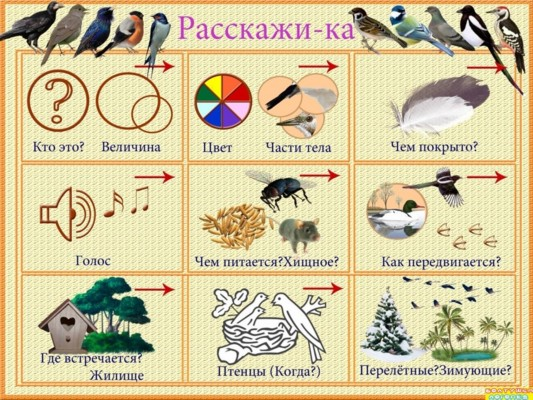 Расскажи-ка
Кто это? Величина
Цвет Части тела
Чем покрыто?
Голос
Чем питается?Хищное?
Как передвигается?
Где встречается?
Жилище
Птенцы (Когда?)
Перелётные?Зимующие?